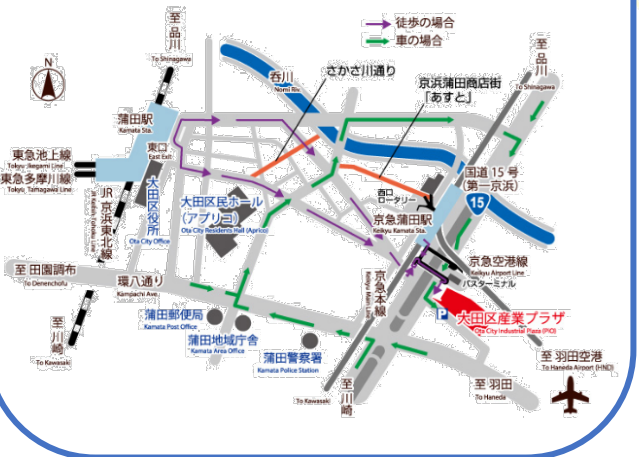 徒歩の場合
車の場合
至 品川
To Shinagawa
N
呑川
Nomi Riv.
さかさ川通り
京浜蒲田商店街
「あすと」
至 品川
To Shinagawa
蒲田駅
Kamata Sta.
東口
East Exit
東急池上線
Tokyu Ikegami Line
東急多摩川線
Tokyu Tamagawa Line
JR 京浜東北線
JR Keihin Tohoku Line
大田区役所
Ota City Office
大田区民ホール
(アプリコ)
Ota City Residents Hall (Aprico)
国道 15 号
(第一京浜)
15
西口
ロータリー
京急蒲田駅
Keikyu Kamata Sta.
京急空港線
Keikyu Airport Line
バスターミナル
京急本線
Keikyu Main Line
至 田園調布
To Denenchofu
環八通り
Kampachi Ave.
P
大田区産業プラザ
Ota City Industrial Plaza (PiO)
蒲田郵便局
Kamata Post Office
蒲田地域庁舎
Kamata Area Office
蒲田警察署
Kamata Police Station
至 川崎
To Kawasaki
至 川崎
To Kawasaki
至 羽田
To Haneda
至 羽田空港
To Haneda Airport (HND)